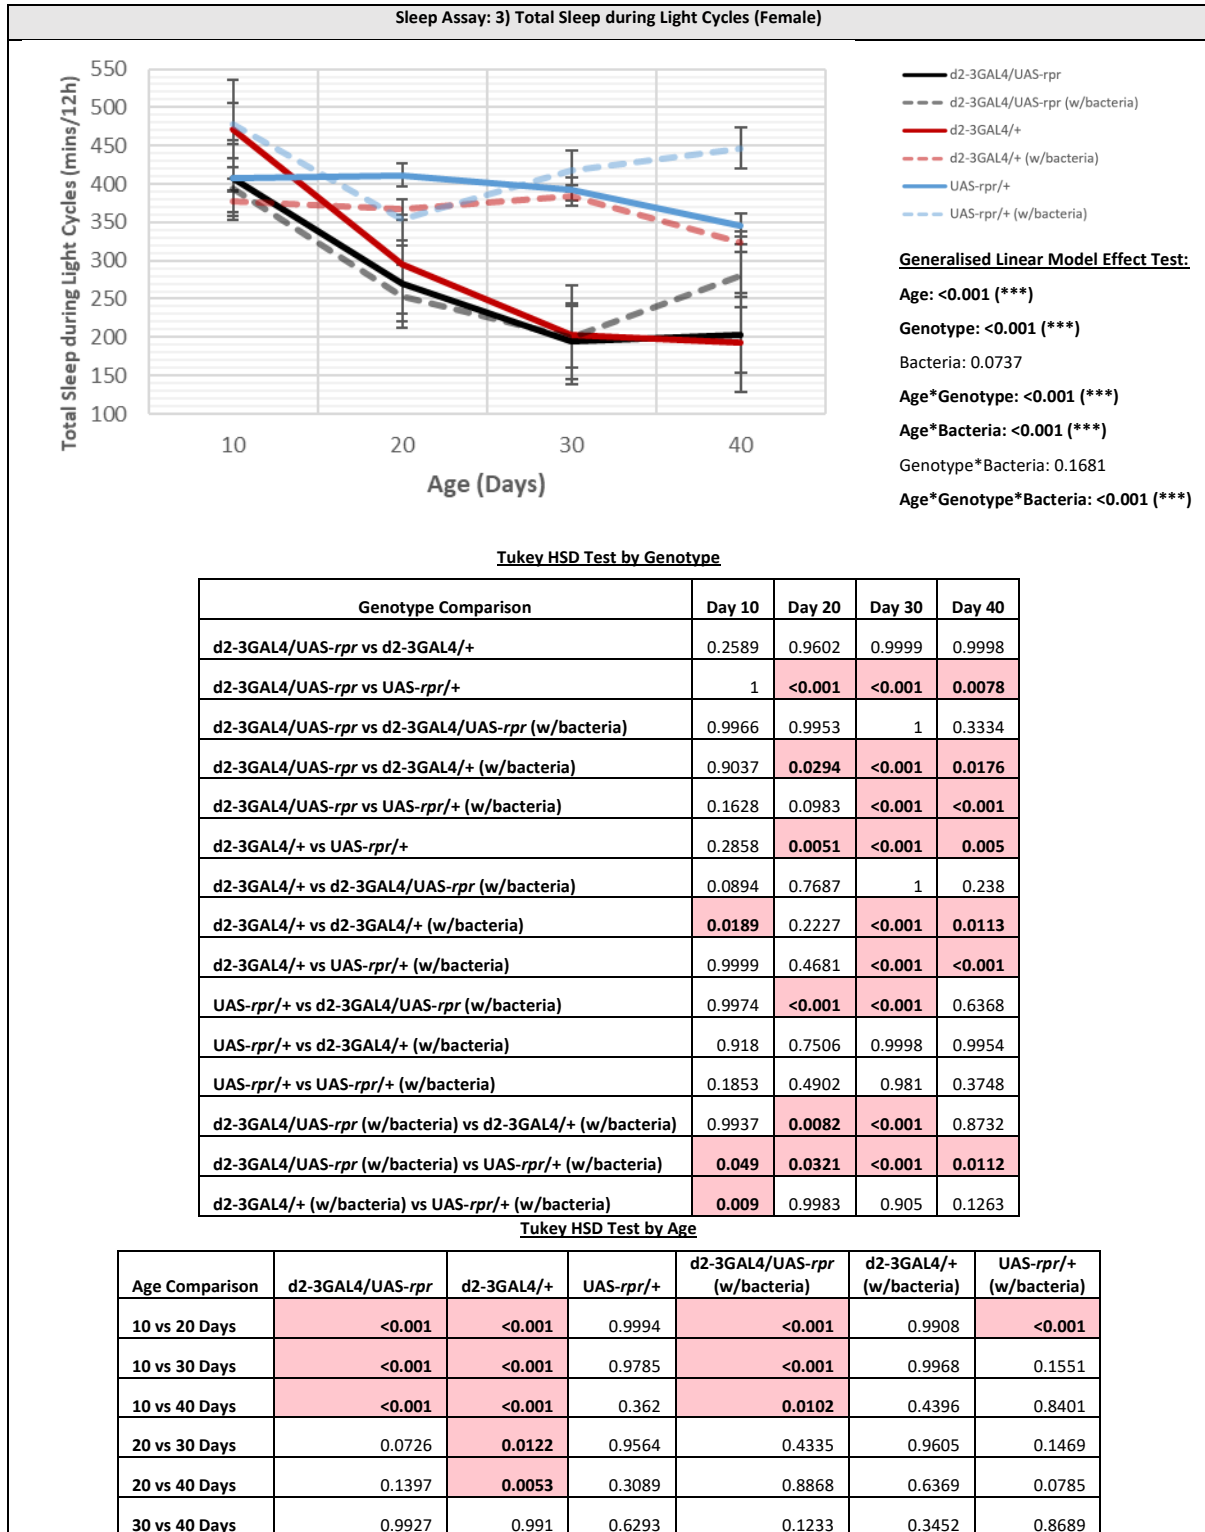 Sleep Assay: 3) Total Sleep during Light Cycles (Female)
Total Sleep during Light Cycles (mins/12h)
550
500
450
400
350
300
250
200
150
100
10 20 30 40
Age (Days)
d2-3GAL4/UAS-rpr
d2-3GAL4/UAS-rpr (w/bacteria)
d2-3GAL4/+
d2-3GAL4/+ (w/bacteria)
UAS-rpr/+
UAS-rpr/+ (w/bacteria)
Generalised Linear Model Effect Test:
Age: <0.001 (***)
Genotype: <0.001 (***)
Bacteria: 0.0737
Age*Genotype: <0.001 (***)
Age*Bacteria: <0.001 (***)
Genotype*Bacteria: 0.1681
Age*Genotype*Bacteria: <0.001 (***)
Tukey HSD Test by Genotype
Genotype Comparison Day 10 Day 20 Day 30 Day 40
d2-3GAL4/UAS-rpr vs d2-3GAL4/+ 0.2589 0.9602 0.9999 0.9998
d2-3GAL4/UAS-rpr vs UAS-rpr/+ 1 <0.001 <0.001 0.0078
d2-3GAL4/UAS-rpr vs d2-3GAL4/UAS-rpr (w/bacteria) 0.9966 0.9953 1 0.3334
d2-3GAL4/UAS-rpr vs d2-3GAL4/+ (w/bacteria) 0.9037 0.0294 <0.001 0.0176
d2-3GAL4/UAS-rpr vs UAS-rpr/+ (w/bacteria) 0.1628 0.0983 <0.001 <0.001
d2-3GAL4/+ vs UAS-rpr/+ 0.2858 0.0051 <0.001 0.005
d2-3GAL4/+ vs d2-3GAL4/UAS-rpr (w/bacteria) 0.0894 0.7687 1 0.238
d2-3GAL4/+ vs d2-3GAL4/+ (w/bacteria) 0.0189 0.2227 <0.001 0.0113
d2-3GAL4/+ vs UAS-rpr/+ (w/bacteria) 0.9999 0.4681 <0.001 <0.001
UAS-rpr/+ vs d2-3GAL4/UAS-rpr (w/bacteria) 0.9974 <0.001 <0.001 0.6368
UAS-rpr/+ vs d2-3GAL4/+ (w/bacteria) 0.918 0.7506 0.9998 0.9954
UAS-rpr/+ vs UAS-rpr/+ (w/bacteria) 0.1853 0.4902 0.981 0.3748
d2-3GAL4/UAS-rpr (w/bacteria) vs d2-3GAL4/+ (w/bacteria) 0.9937 0.0082 <0.001 0.8732
d2-3GAL4/UAS-rpr (w/bacteria) vs UAS-rpr/+ (w/bacteria) 0.049 0.0321 <0.001 0.0112
d2-3GAL4/+ (w/bacteria) vs UAS-rpr/+ (w/bacteria) 0.009 0.9983 0.905 0.1263
Tukey HSD Test by Age
Age Comparison d2-3GAL4/UAS-rpr d2-3GAL4/+ UAS-rpr/+ d2-3GAL4/UAS-rpr (w/bacteria) d2-3GAL4/+ (w/bacteria) UAS-rpr/+ (w/bacteria)
10 vs 20 Days <0.001 <0.001 0.9994 <0.001 0.9908 <0.001
10 vs 30 Days <0.001 <0.001 0.9785 <0.001 0.9968 0.1551
10 vs 40 Days <0.001 <0.001 0.362 0.0102 0.4396 0.8401
20 vs 30 Days 0.0726 0.0122 0.9564 0.4335 0.9605 0.1469
20 vs 40 Days 0.1397 0.0053 0.3089 0.8868 0.6369 0.0785
30 vs 40 Days 0.9927 0.991 0.6293 0.1233 0.3452 0.8689